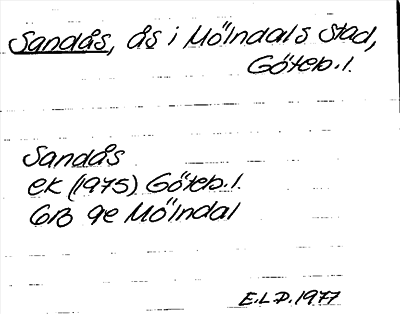 Sandås, ås i Mölndals stad,
Göteb. l.
Sandås
ek (1975) Göteb. l.
6B 9e Mölndal
E.L.D. 1977